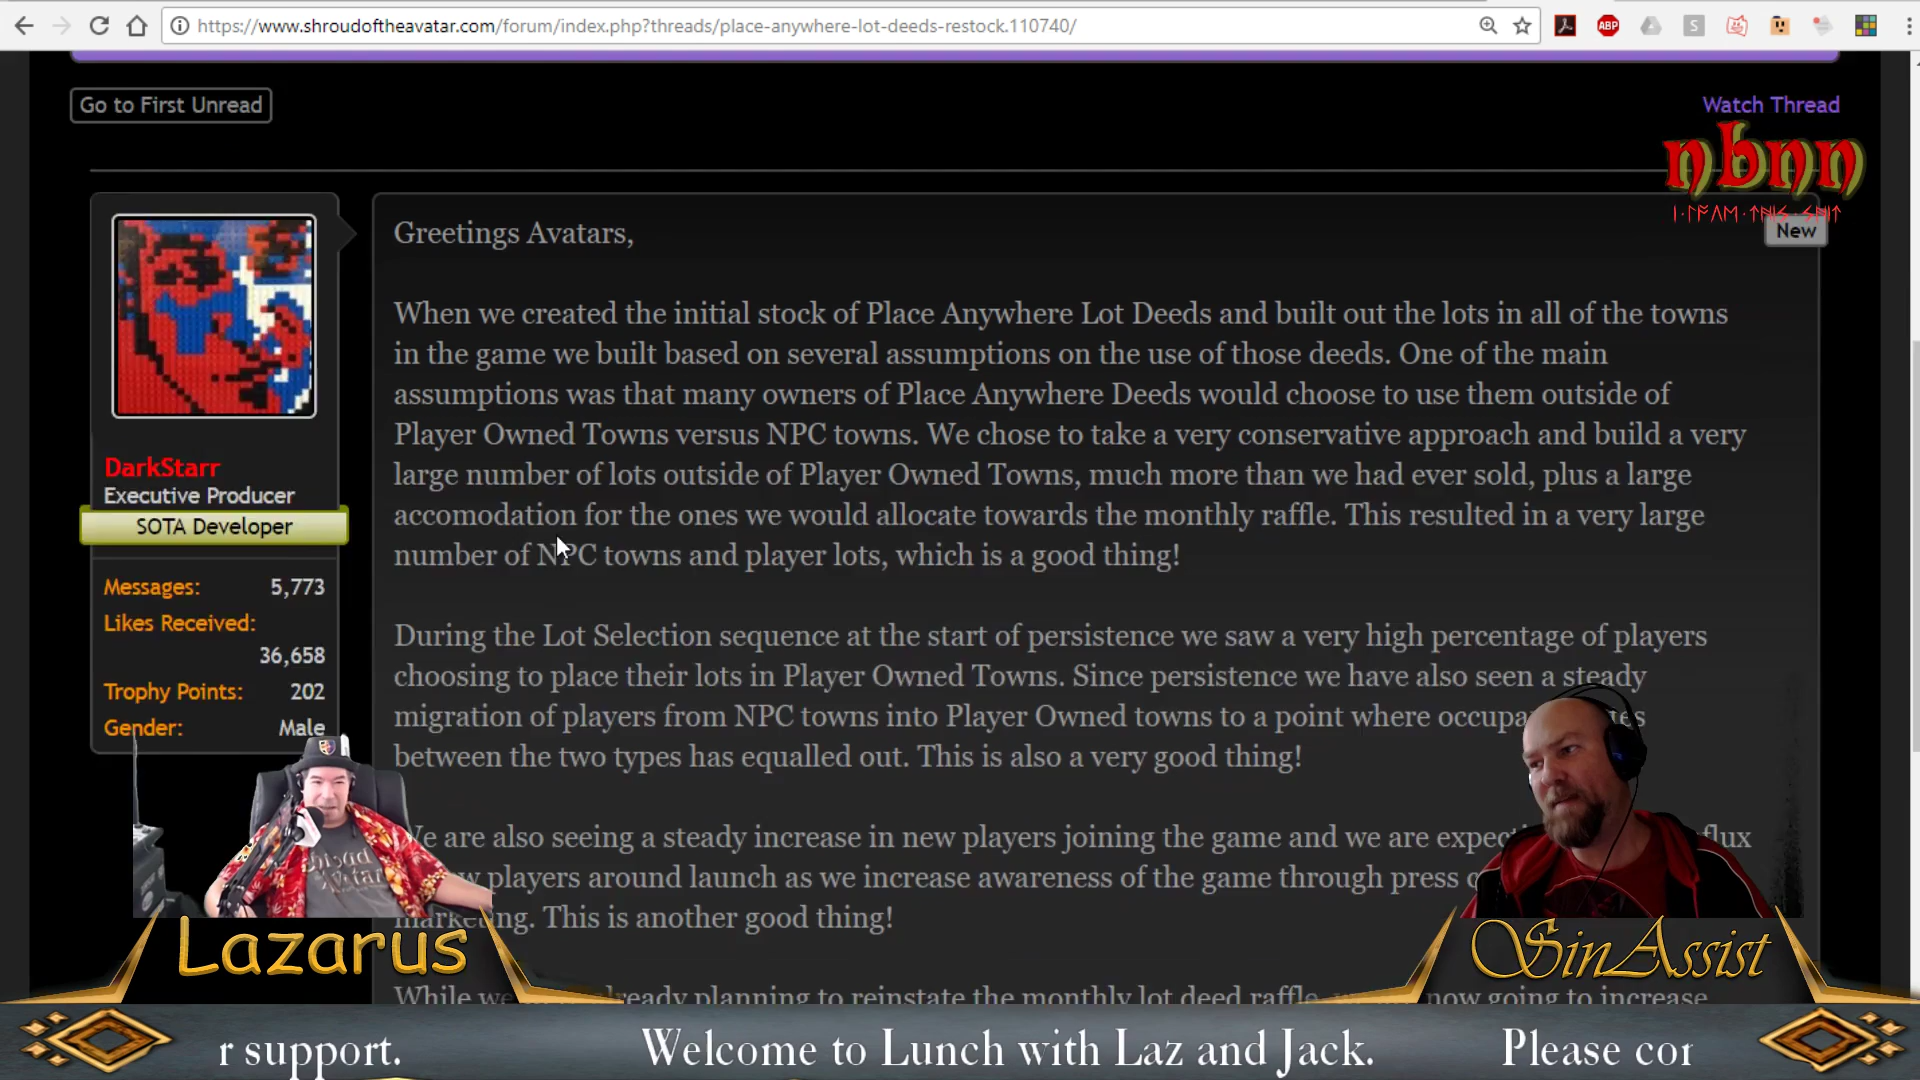 https://www.shroudoftheavatar.com/forum/index.php?threads/place-anywhere-lot-deeds-restock.110740/
ABP
S
Go to First Unread
Watch Thread
nbnn
ᛁ·ᛚᚩᚠᛖ·ᚦᛁᛋ·ᛋᚻᛁᛏ
New
Greetings Avatars,
When we created the initial stock of Place Anywhere Lot Deeds and built out the lots in all of the towns
in the game we built based on several assumptions on the use of those deeds. One of the main
assumptions was that many owners of Place Anywhere Deeds would choose to use them outside of
Player Owned Towns versus NPC towns. We chose to take a very conservative approach and build a very
large number of lots outside of Player Owned Towns, much more than we had ever sold, plus a large
accomodation for the ones we would allocate towards the monthly raffle. This resulted in a very large
number of NPC towns and player lots, which is a good thing!
During the Lot Selection sequence at the start of persistence we saw a very high percentage of players
choosing to place their lots in Player Owned Towns. Since persistence we have also seen a steady
migration of players from NPC towns into Player Owned towns to a point where
between the two types has equalled out. This is also a very good thing!
We are also seeing a steady increase in new players joining the game and we are
players around launch as we increase awareness of the game through press
marketing. This is another good thing!
While we already planning to reinstate the monthly lot deed raffle, now going to increase
DarkStarr
Executive Producer
SOTA Developer
Messages: 5,773
Likes Received:
36,658
Trophy Points: 202
Gender: Male
Shroud
Avatar
Lazarus
SinAssist
r support. Welcome to Lunch with Laz and Jack. Please cor